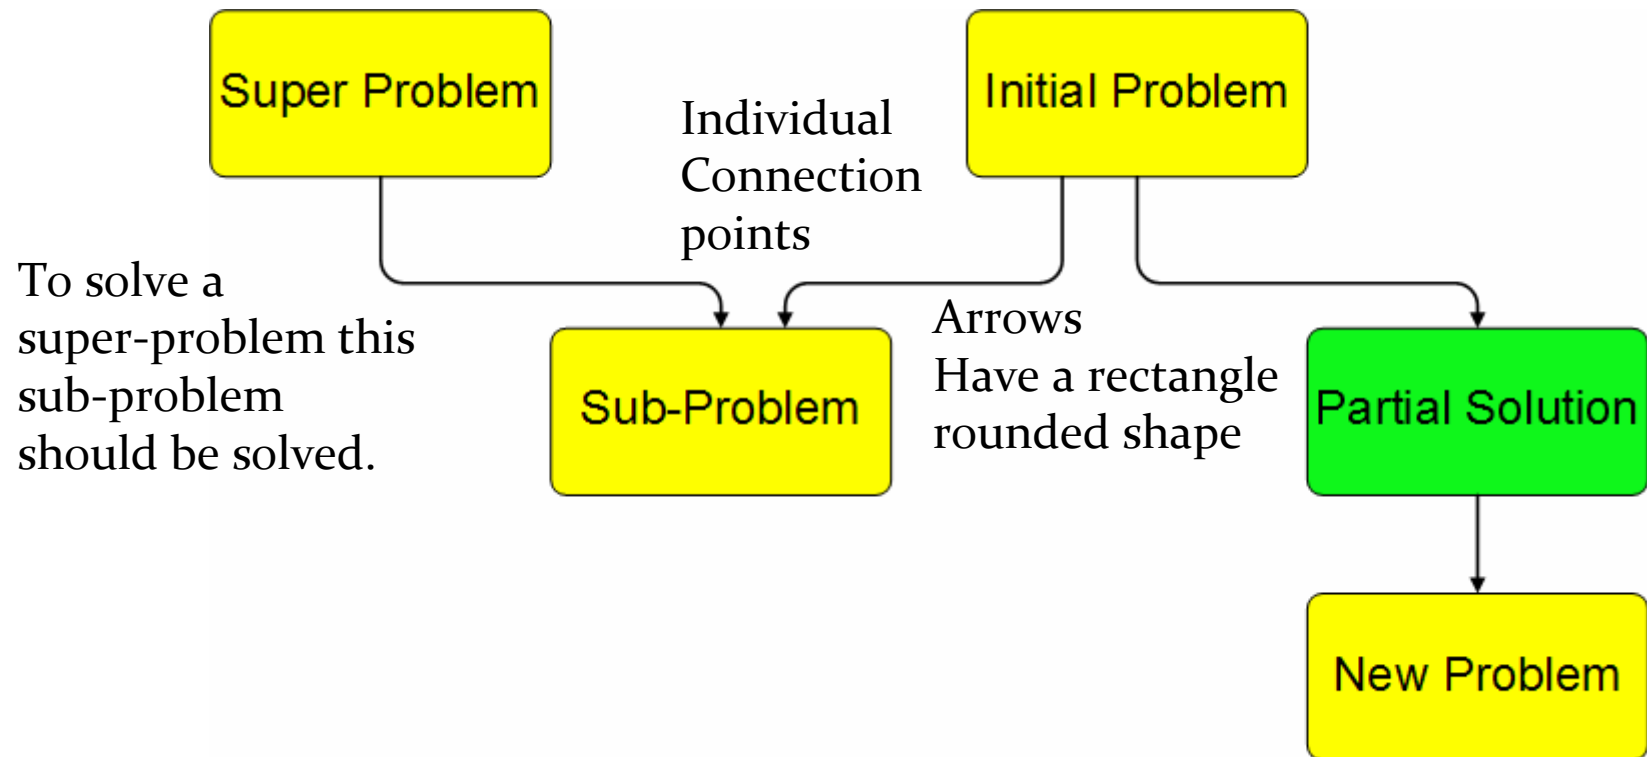 Super Problem
Initial Problem
Individual
Connection
points
To solve a
super-problem this
sub-problem
should be solved.
Arrows
Have a rectangle
rounded shape
Sub-Problem
Partial Solution
New Problem